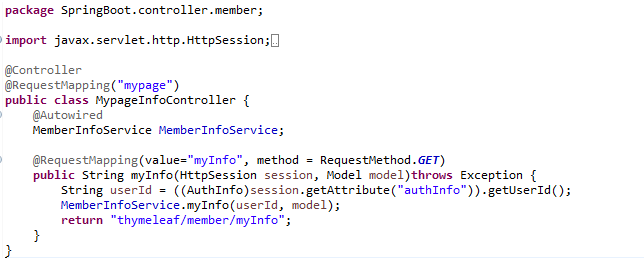 package SpringBoot.controller.member;
import javax.servlet.http.HttpSession;
@Controller
@RequestMapping("mypage")
public class MypageInfoController {
@Autowired
MemberInfoService MemberInfoService;
@RequestMapping(value="myInfo", method = RequestMethod.GET)
public String myInfo(HttpSession session, Model model)throws Exception {
String userId = ((AuthInfo)session.getAttribute("authInfo")).getUserId();
MemberInfoService.myInfo(userId, model);
return "thymeleaf/member/myInfo";
}
}